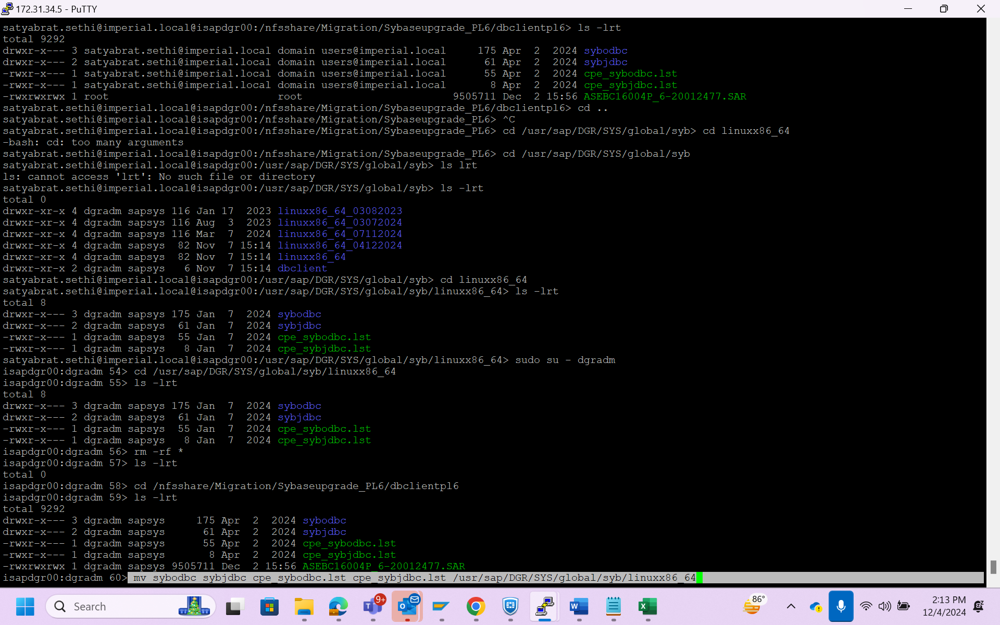 172.31.34.5 - PuTTY
satyabrat.sethi@imperial.local@isapdgr00:/nfsshare/Migration/Sybaseupgrade_PL6/dbclientpl6> ls -lrt
total 9292
drwxr-x--- 3 satyabrat.sethi@imperial.local domain users@imperial.local     175 Apr  2  2024 sybodbc
drwxr-x--- 2 satyabrat.sethi@imperial.local domain users@imperial.local      61 Apr  2  2024 sybjdbc
-rwxr-x--- 1 satyabrat.sethi@imperial.local domain users@imperial.local      55 Apr  2  2024 cpe_sybodbc.lst
-rwxr-x--- 1 satyabrat.sethi@imperial.local domain users@imperial.local       8 Apr  2  2024 cpe_sybjdbc.lst
-rwxrwxrwx 1 root                           root                        9505711 Dec  2 15:56 ASEBC16004P_6-20012477.SAR
satyabrat.sethi@imperial.local@isapdgr00:/nfsshare/Migration/Sybaseupgrade_PL6/dbclientpl6> cd ..
satyabrat.sethi@imperial.local@isapdgr00:/nfsshare/Migration/Sybaseupgrade_PL6> ^C
satyabrat.sethi@imperial.local@isapdgr00:/nfsshare/Migration/Sybaseupgrade_PL6> cd /usr/sap/DGR/SYS/global/syb> cd linuxx86_64
-bash: cd: too many arguments
satyabrat.sethi@imperial.local@isapdgr00:/nfsshare/Migration/Sybaseupgrade_PL6> cd /usr/sap/DGR/SYS/global/syb
satyabrat.sethi@imperial.local@isapdgr00:/usr/sap/DGR/SYS/global/syb> ls lrt
ls: cannot access 'lrt': No such file or directory
satyabrat.sethi@imperial.local@isapdgr00:/usr/sap/DGR/SYS/global/syb> ls -lrt
total 0
drwxr-xr-x 4 dgradm sapsys 116 Jan 17  2023 linuxx86_64_03082023
drwxr-xr-x 4 dgradm sapsys 116 Aug  3  2023 linuxx86_64_03072024
drwxr-xr-x 4 dgradm sapsys 116 Mar  7  2024 linuxx86_64_07112024
drwxr-xr-x 4 dgradm sapsys  82 Nov  7 15:14 linuxx86_64_04122024
drwxr-xr-x 4 dgradm sapsys  82 Nov  7 15:14 linuxx86_64
drwxr-xr-x 2 dgradm sapsys   6 Nov  7 15:14 dbclient
satyabrat.sethi@imperial.local@isapdgr00:/usr/sap/DGR/SYS/global/syb> cd linuxx86_64
satyabrat.sethi@imperial.local@isapdgr00:/usr/sap/DGR/SYS/global/syb/linuxx86_64> ls -lrt
total 8
drwxr-x--- 3 dgradm sapsys 175 Jan  7  2024 sybodbc
drwxr-x--- 2 dgradm sapsys  61 Jan  7  2024 sybjdbc
-rwxr-x--- 1 dgradm sapsys  55 Jan  7  2024 cpe_sybodbc.lst
-rwxr-x--- 1 dgradm sapsys   8 Jan  7  2024 cpe_sybjdbc.lst
satyabrat.sethi@imperial.local@isapdgr00:/usr/sap/DGR/SYS/global/syb/linuxx86_64> sudo su - dgradm
isapdgr00:dgradm 54> cd /usr/sap/DGR/SYS/global/syb/linuxx86_64
isapdgr00:dgradm 55> ls -lrt
total 8
drwxr-x--- 3 dgradm sapsys 175 Jan  7  2024 sybodbc
drwxr-x--- 2 dgradm sapsys  61 Jan  7  2024 sybjdbc
-rwxr-x--- 1 dgradm sapsys  55 Jan  7  2024 cpe_sybodbc.lst
-rwxr-x--- 1 dgradm sapsys   8 Jan  7  2024 cpe_sybjdbc.lst
isapdgr00:dgradm 56> rm -rf *
isapdgr00:dgradm 57> ls -lrt
total 0
isapdgr00:dgradm 58> cd /nfsshare/Migration/Sybaseupgrade_PL6/dbclientpl6
isapdgr00:dgradm 59> ls -lrt
total 9292
drwxr-x--- 3 dgradm sapsys     175 Apr  2  2024 sybodbc
drwxr-x--- 2 dgradm sapsys      61 Apr  2  2024 sybjdbc
-rwxr-x--- 1 dgradm sapsys      55 Apr  2  2024 cpe_sybodbc.lst
-rwxr-x--- 1 dgradm sapsys       8 Apr  2  2024 cpe_sybjdbc.lst
-rwxrwxrwx 1 dgradm sapsys 9505711 Dec  2 15:56 ASEBC16004P_6-20012477.SAR
isapdgr00:dgradm 60> mv sybodbc sybjdbc cpe_sybodbc.lst cpe_sybjdbc.lst /usr/sap/DGR/SYS/global/syb/linuxx86_64
Search
9+
86°
2:13 PM
12/4/2024